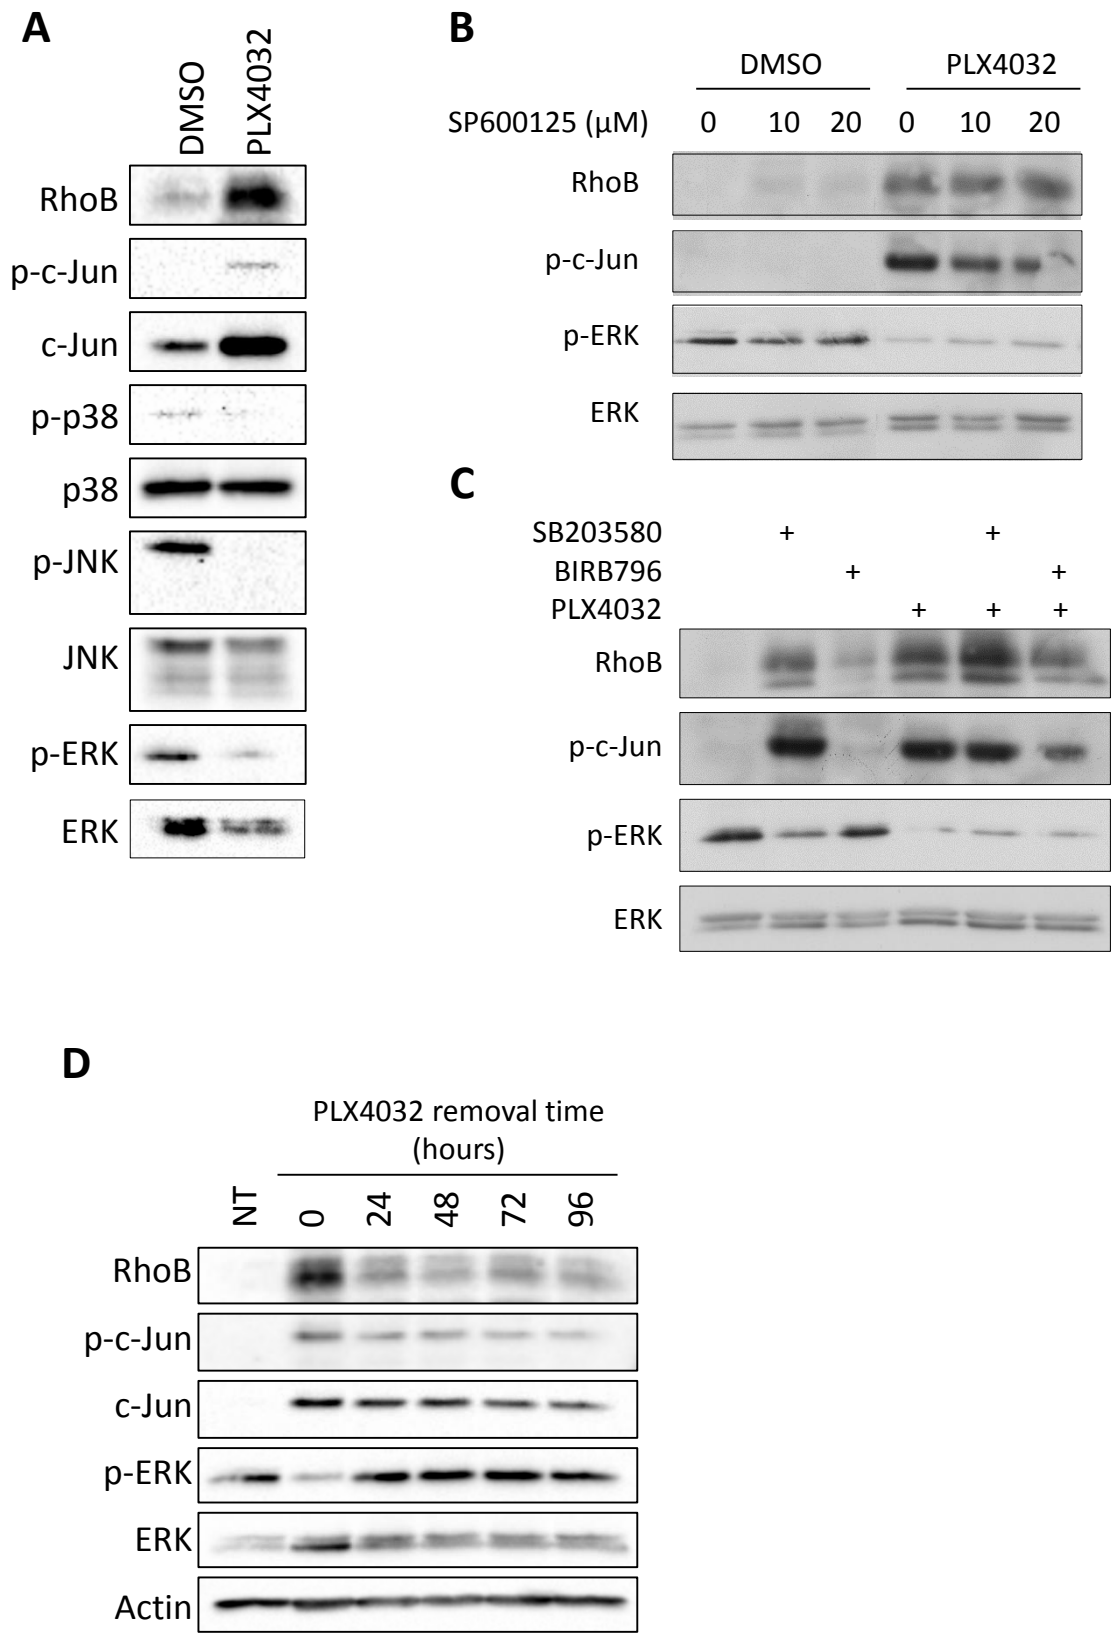 A
DMSO
PLX4032
RhoB
p-c-Jun
c-Jun
p-p38
p38
p-JNK
JNK
p-ERK
ERK
B
DMSO PLX4032
SP600125 (μM) 0 10 20 0 10 20
RhoB
p-c-Jun
p-ERK
ERK
C
SB203580 + +
BIRB796 + +
PLX4032 + + +
RhoB
p-c-Jun
p-ERK
ERK
D
PLX4032 removal time
(hours)
NT 0 24 48 72 96
RhoB
p-c-Jun
c-Jun
p-ERK
ERK
Actin